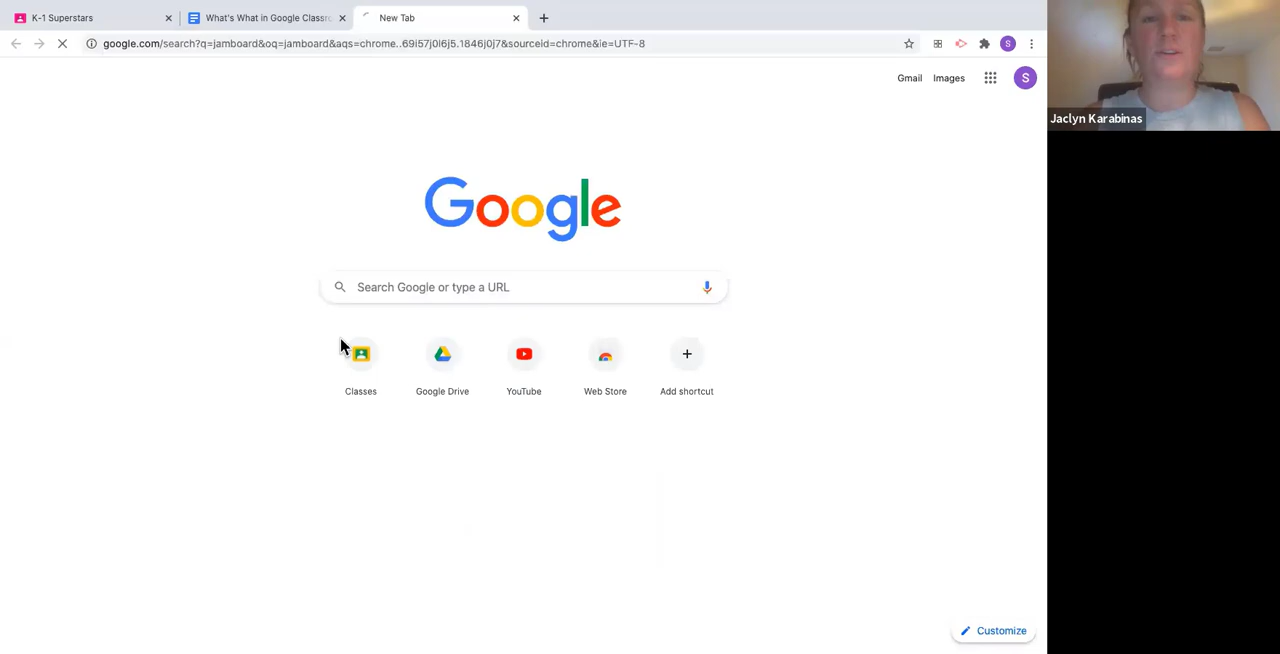 K-1 Superstars
What's What in Google Classro
New Tab
google.com/search?q=jamboard&oq=jamboard&aqs=chrome..69i57j0l6j5.1846j0j7&sourceid=chrome&ie=UTF-8
S
Gmail
Images
S
Jaclyn Karabinas
Google
Search Google or type a URL
Classes
Google Drive
YouTube
Web Store
Add shortcut
Customize